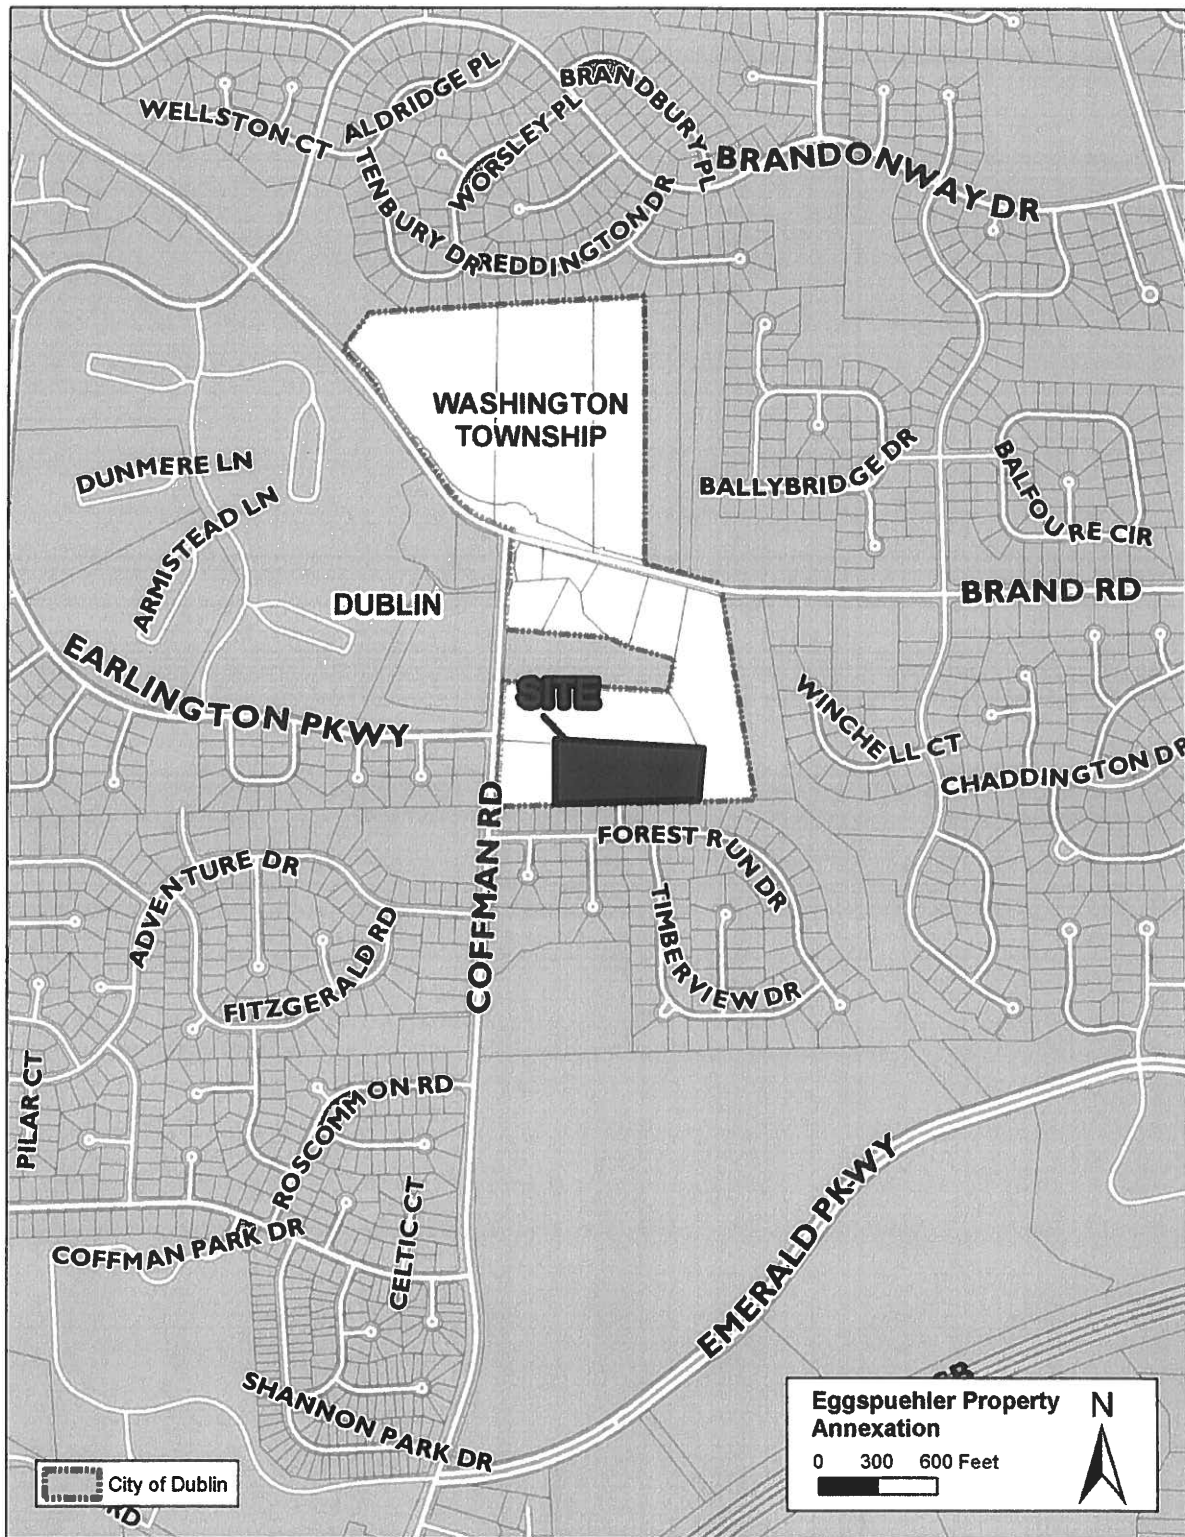 ALDRIDGE PL
BRANDBURY PL
WELLSTON CT
WORSLEY PL
TENBURY DR
REDDINGTON DR
BRANDONWAY DR
WASHINGTON
TOWNSHIP
DUNMERE LN
BALLYBRIDGE DR
BALFOURE CIR
ARMISTEAD LN
DUBLIN
BRAND RD
EARLINGTON PKWY
SITE
WINCHELL CT
CHADDINGTON DR
COFFMAN RD
FOREST RUN DR
ADVENTURE DR
TIMBERVIEW DR
FITZGERALD RD
PILAR CT
ROSCOMMON RD
CELTIC CT
COFFMAN PARK DR
EMERALD PKWY
SHANNON PARK DR
Eggspuehler Property
Annexation
N
0 300 600 Feet
City of Dublin
RD